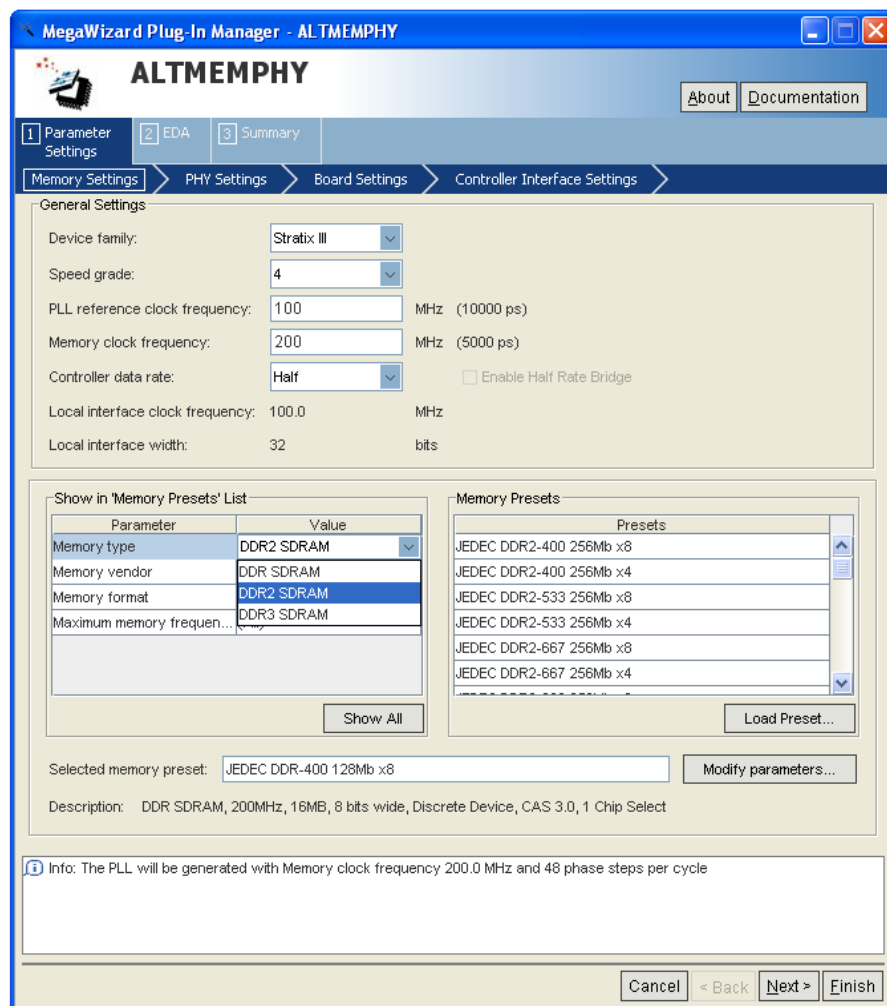 MegaWizard Plug-In Manager - ALTMEMPHY
ALTMEMPHY
About Documentation
1 Parameter Settings 2 EDA 3 Summary
Memory Settings PHY Settings Board Settings Controller Interface Settings
General Settings
Device family: Stratix III
Speed grade: 4
PLL reference clock frequency: 100 MHz (10000 ps)
Memory clock frequency: 200 MHz (5000 ps)
Controller data rate: Half Enable Half Rate Bridge
Local interface clock frequency: 100.0 MHz
Local interface width: 32 bits
Show in 'Memory Presets' List
Parameter Value
Memory type DDR2 SDRAM
Memory vendor DDR SDRAM
Memory format DDR2 SDRAM
DDR3 SDRAM
Maximum memory frequen...
Show All
Memory Presets
Presets
JEDEC DDR2-400 256Mb x8
JEDEC DDR2-400 256Mb x4
JEDEC DDR2-533 256Mb x8
JEDEC DDR2-533 256Mb x4
JEDEC DDR2-667 256Mb x8
JEDEC DDR2-667 256Mb x4
Load Preset...
Selected memory preset: JEDEC DDR-400 128Mb x8 Modify parameters...
Description: DDR SDRAM, 200MHz, 16MB, 8 bits wide, Discrete Device, CAS 3.0, 1 Chip Select
Info: The PLL will be generated with Memory clock frequency 200.0 MHz and 48 phase steps per cycle
Cancel < Back Next > Finish